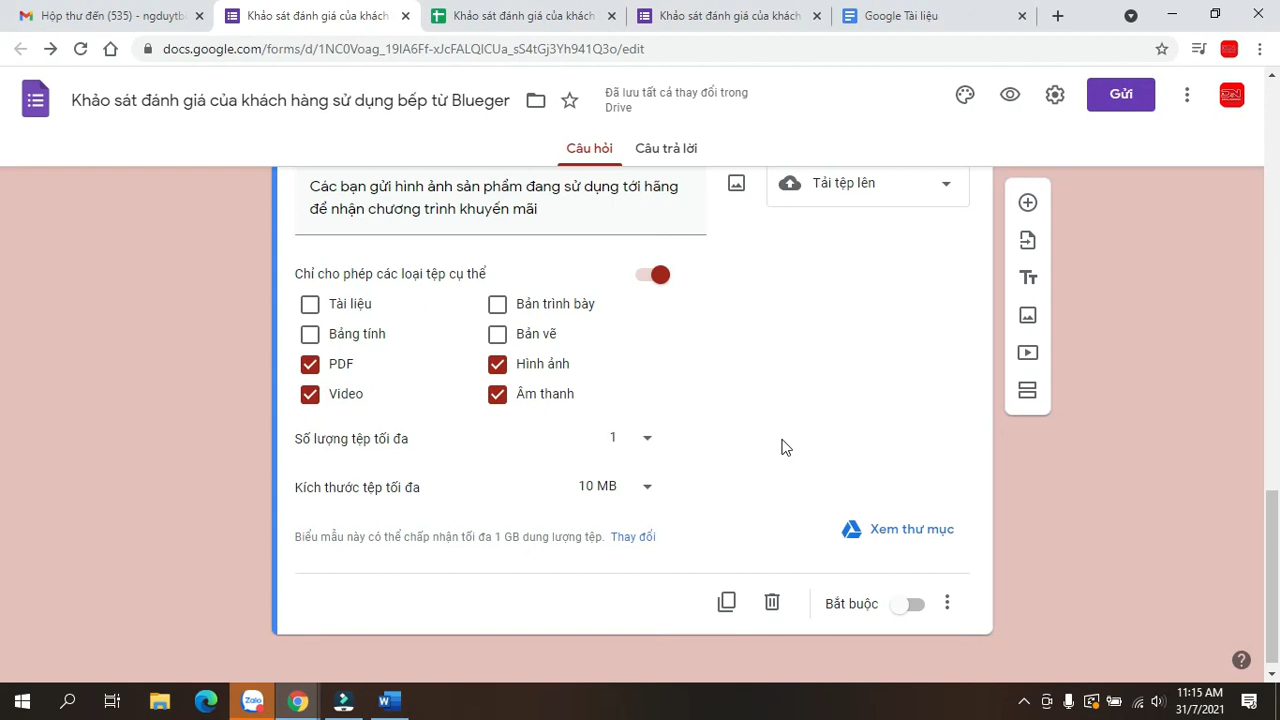 Hộp thư đến (535) - ngduytb
Khảo sát đánh giá của khách
Khảo sát đánh giá của khách
Khảo sát đánh giá của khách
Google Tài liệu
docs.google.com/forms/d/1NC0Voag_19IA6Ff-xJcFALQICUa_sS4tGj3Yh941Q3o/edit
Khảo sát đánh giá của khách hàng sử dụng bếp từ Blueger
Đã lưu tất cả thay đổi trong
Drive
Gửi
Câu hỏi
Câu trả lời
Các bạn gửi hình ảnh sản phẩm đang sử dụng tới hãng
để nhận chương trình khuyến mãi
Tải tệp lên
Chỉ cho phép các loại tệp cụ thể
Tài liệu
Bản trình bày
Bảng tính
Bản vẽ
PDF
Hình ảnh
Video
Âm thanh
Số lượng tệp tối đa
1
Kích thước tệp tối đa
10 MB
Biểu mẫu này có thể chấp nhận tối đa 1 GB dung lượng tệp. Thay đổi
Xem thư mục
Bắt buộc
Zalo
11:15 AM
31/7/2021